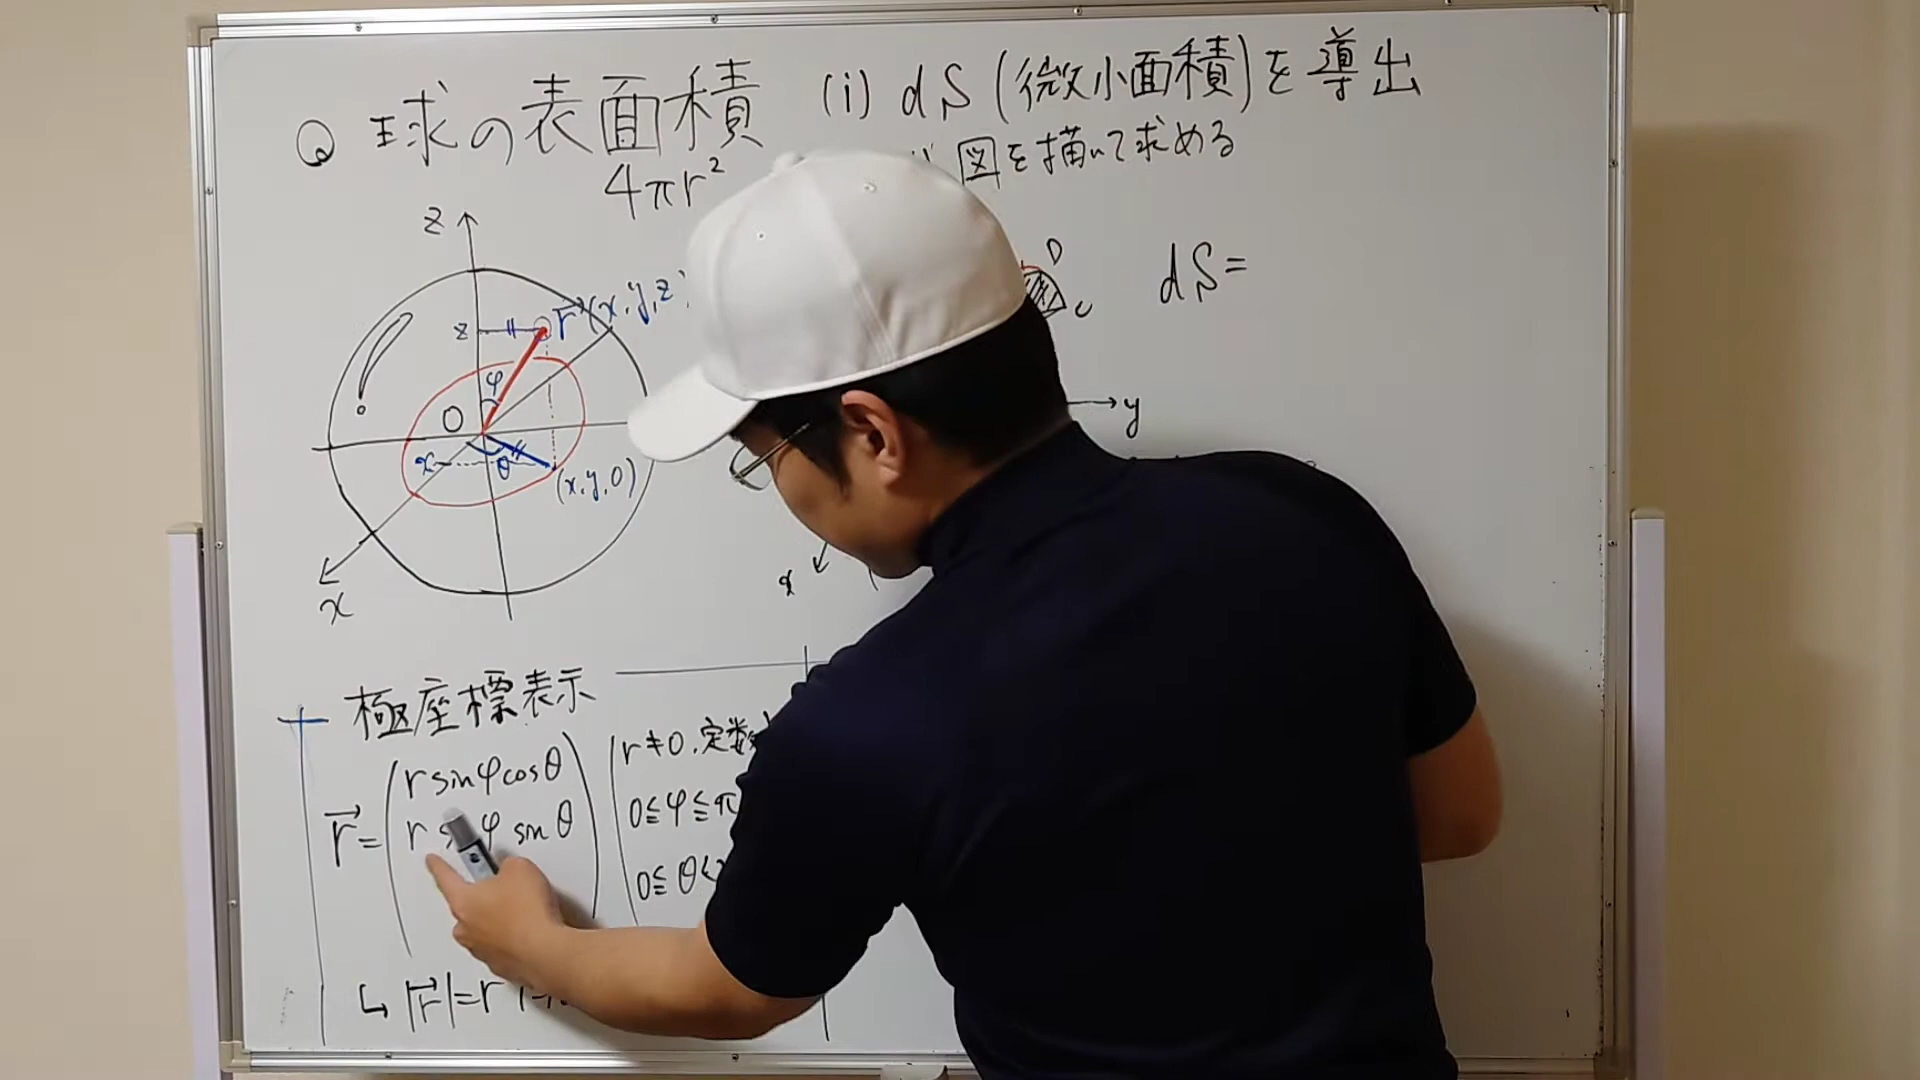 Q 球の表面積
4πr²
(i) dS (微小面積)を導出
図を描いて求める
z
z
r (x,y,z
φ
O
x
θ
(x,y,0)
x
D
C
dS=
y
x
極座標表示
r = ( r sinφ cosθ
r φ sinθ )
r≠0, 定数
0≦φ≦π
0≦θ<
↳ |r|=r